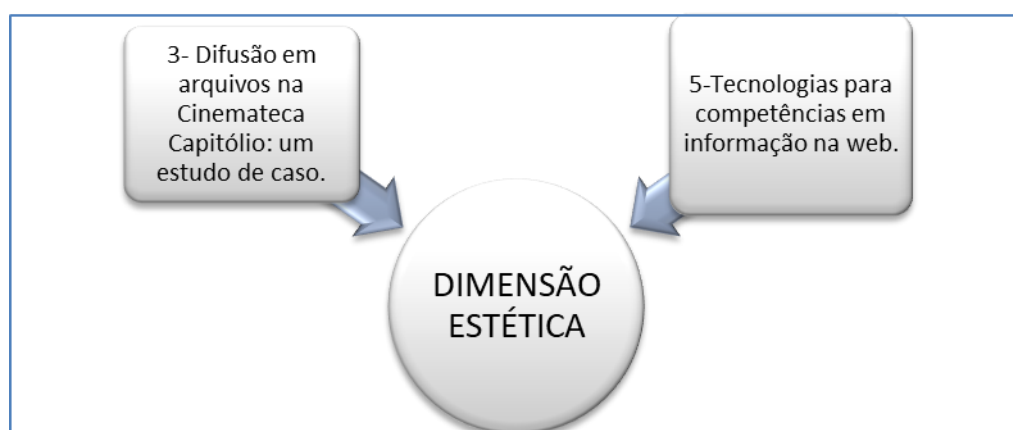 3- Difusão em
arquivos na
Cinemateca
Capitólio: um
estudo de caso.
5-Tecnologias para
competências em
informação na web.
DIMENSÃO
ESTÉTICA